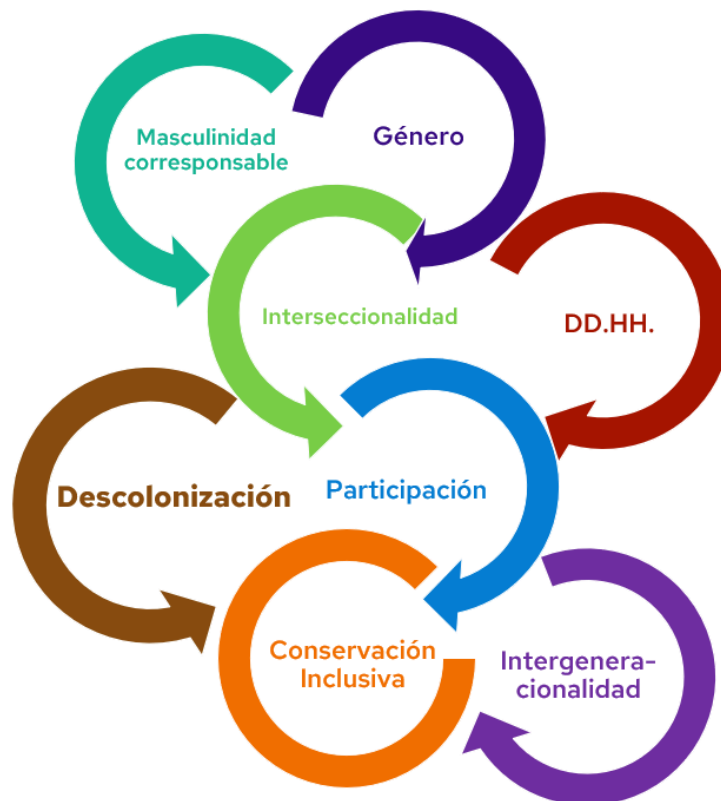 Masculinidad
corresponsable
Género
Interseccionalidad
DD.HH.
Descolonización
Participación
Conservación
Inclusiva
Intergenera-
cionalidad